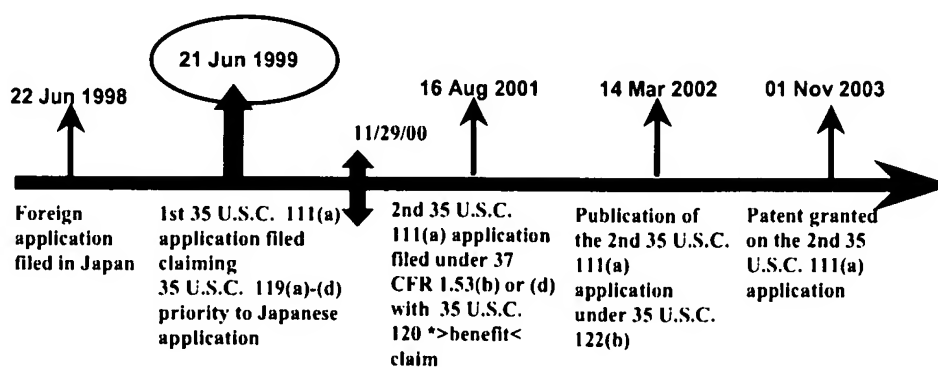 21 Jun 1999
22 Jun 1998
16 Aug 2001
14 Mar 2002
01 Nov 2003
11/29/00
Foreign
application
filed in Japan
1st 35 U.S.C. 111(a)
application filed
claiming
35 U.S.C. 119(a)-(d)
priority to Japanese
application
2nd 35 U.S.C.
111(a) application
filed under 37
CFR 1.53(b) or (d)
with 35 U.S.C.
120 *>benefit<
claim
Publication of
the 2nd 35 U.S.C.
111(a)
application
under 35 U.S.C.
122(b)
Patent granted
on the 2nd 35
U.S.C. 111(a)
application